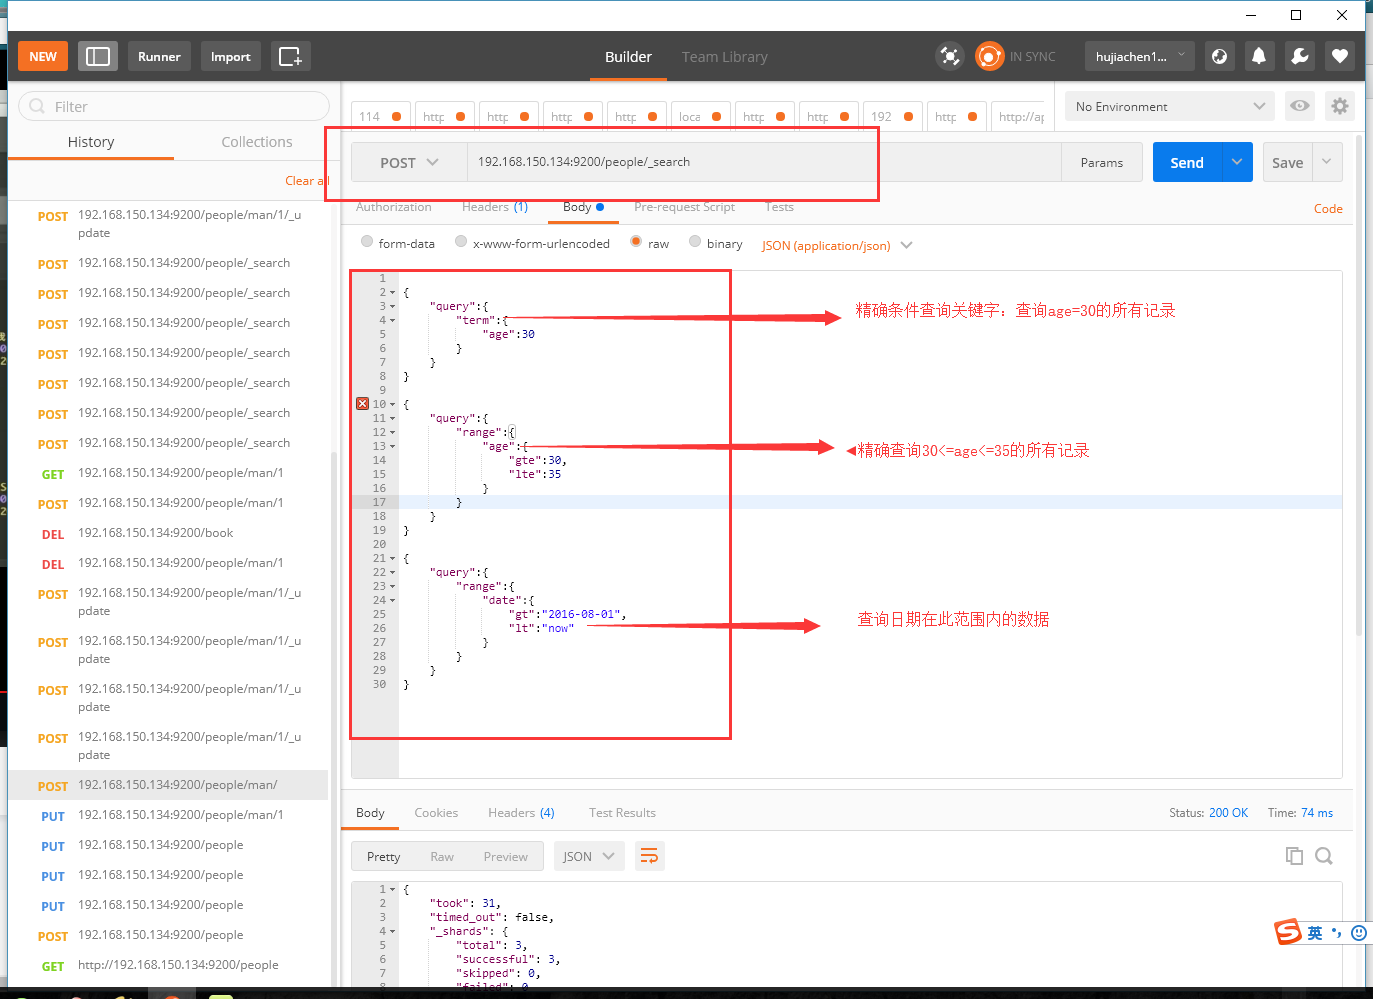 NEW
Runner
Import
Builder
Team Library
IN SYNC
hujiachen1...
Filter
History
Collections
Clear all
114
http
http
http
http
loca
http
http
192
http
http://ap
No Environment
POST
192.168.150.134:9200/people/_search
Params
Send
Save
Authorization
Headers (1)
Body
Pre-request Script
Tests
Code
form-data
x-www-form-urlencoded
raw
binary
JSON (application/json)
POST 192.168.150.134:9200/people/man/1/_u
pdate
POST 192.168.150.134:9200/people/_search
POST 192.168.150.134:9200/people/_search
POST 192.168.150.134:9200/people/_search
POST 192.168.150.134:9200/people/_search
POST 192.168.150.134:9200/people/_search
POST 192.168.150.134:9200/people/_search
POST 192.168.150.134:9200/people/_search
GET 192.168.150.134:9200/people/man/1
POST 192.168.150.134:9200/people/man/1
DEL 192.168.150.134:9200/book
DEL 192.168.150.134:9200/people/man/1
POST 192.168.150.134:9200/people/man/1/_u
pdate
POST 192.168.150.134:9200/people/man/1/_u
pdate
POST 192.168.150.134:9200/people/man/1/_u
pdate
POST 192.168.150.134:9200/people/man/1/_u
pdate
POST 192.168.150.134:9200/people/man/
PUT 192.168.150.134:9200/people/man/1
PUT 192.168.150.134:9200/people
PUT 192.168.150.134:9200/people
PUT 192.168.150.134:9200/people
POST 192.168.150.134:9200/people
GET http://192.168.150.134:9200/people
1
2 {
3 "query":{
4 "term":{
5 "age":30
6 }
7 }
8 }
9
10 {
11 "query":{
12 "range":{
13 "age":{
14 "gte":30,
15 "lte":35
16 }
17 }
18 }
19 }
20
21 {
22 "query":{
23 "range":{
24 "date":{
25 "gt":"2016-08-01",
26 "lt":"now"
27 }
28 }
29 }
30 }
精确条件查询关键字：查询age=30的所有记录
精确查询30<=age<=35的所有记录
查询日期在此范围内的数据
Body
Cookies
Headers (4)
Test Results
Status: 200 OK
Time: 74 ms
Pretty
Raw
Preview
JSON
1 {
2 "took": 31,
3 "timed_out": false,
4 "_shards": {
5 "total": 3,
6 "successful": 3,
7 "skipped": 0,
8 "failed": 0
英